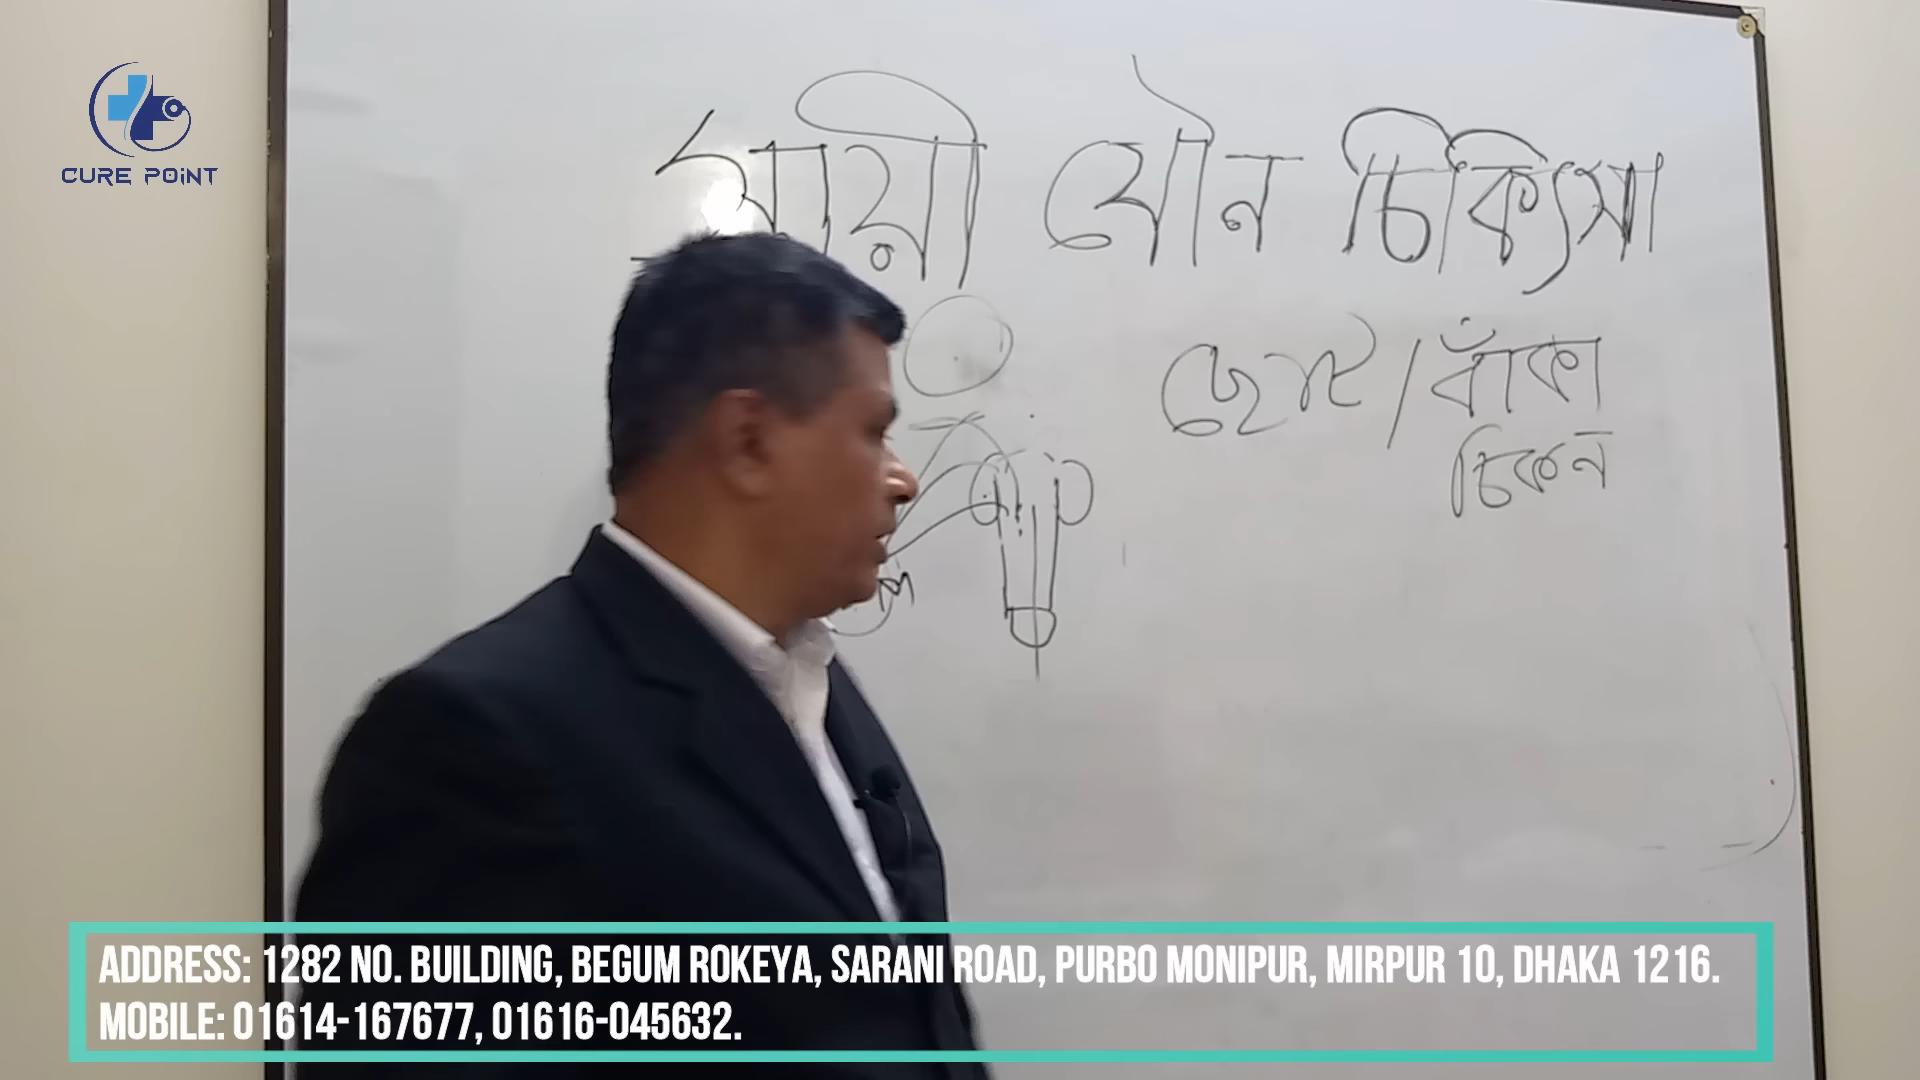 CURE POINT
স্থায়ী যৌন চিকিৎসা
ছোট / বাঁকা
চিকন
ADDRESS: 1282 NO. BUILDING, BEGUM ROKEYA, SARANI ROAD, PURBO MONIPUR, MIRPUR 10, DHAKA 1216.
MOBILE: 01614-167677, 01616-045632.